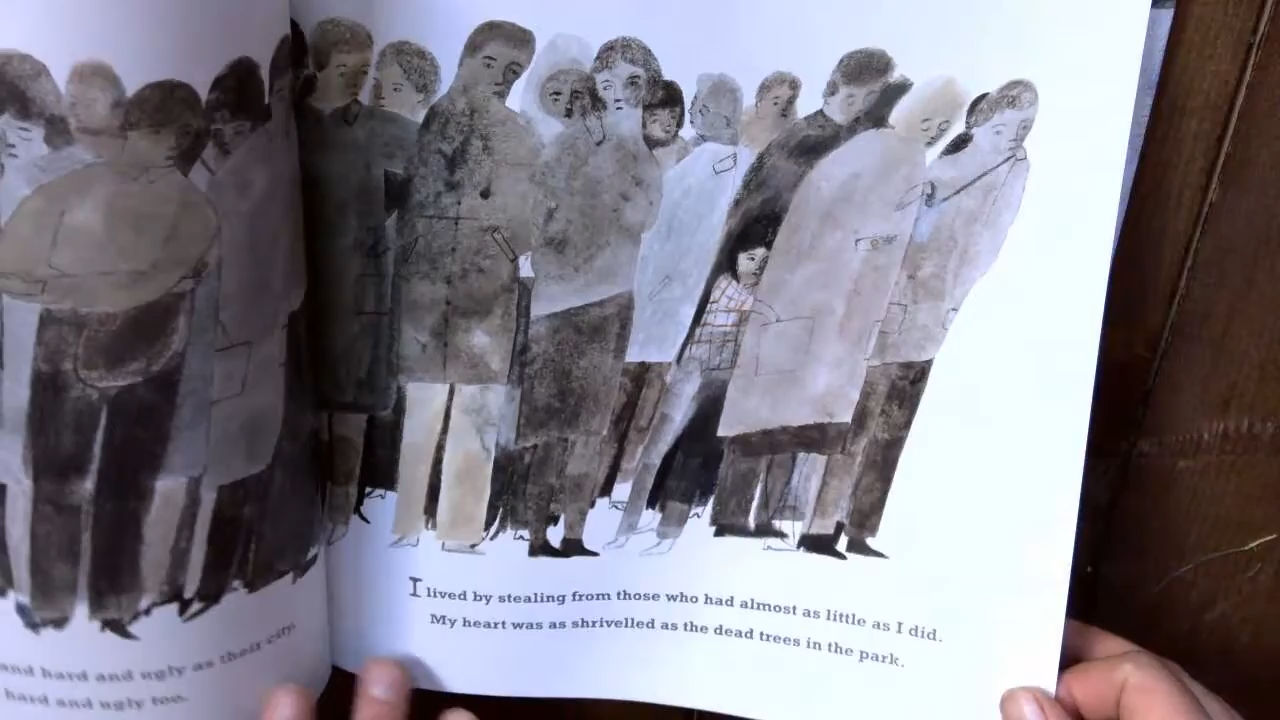 and hard and ugly as their city.
hard and ugly too.
I lived by stealing from those who had almost as little as I did.
My heart was as shrivelled as the dead trees in the park.